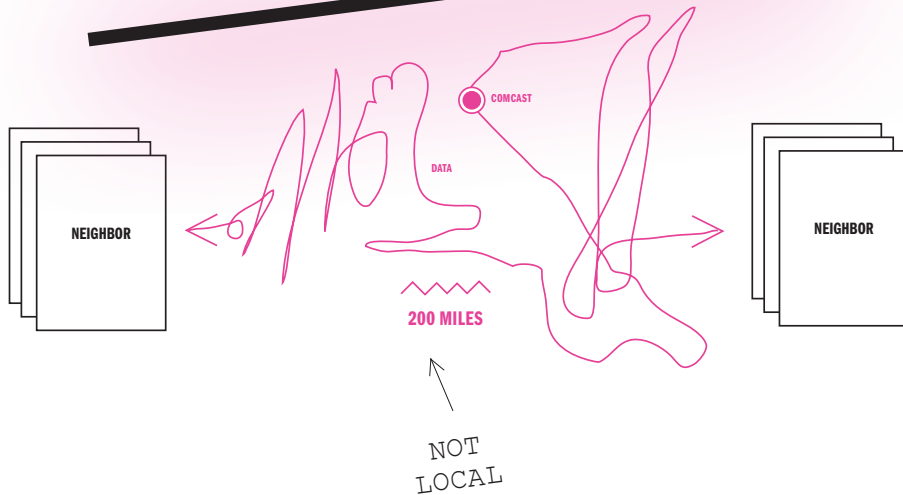 COMCAST
DATA
NEIGHBOR
NEIGHBOR
200 MILES
NOT
LOCAL